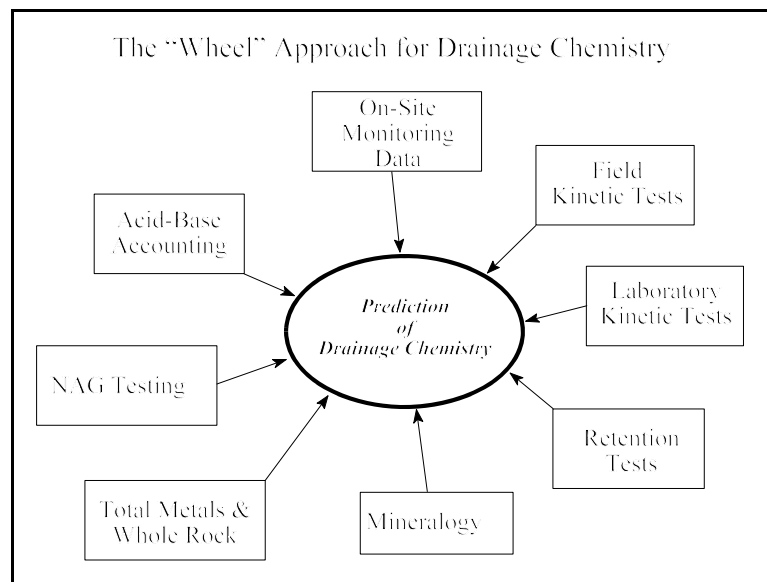 The “Wheel” Approach for Drainage Chemistry
On-Site
Monitoring
Data
Field
Kinetic Tests
Acid-Base
Accounting
Laboratory
Kinetic Tests
Prediction
of
Drainage Chemistry
NAG Testing
Retention
Tests
Total Metals &
Whole Rock
Mineralogy